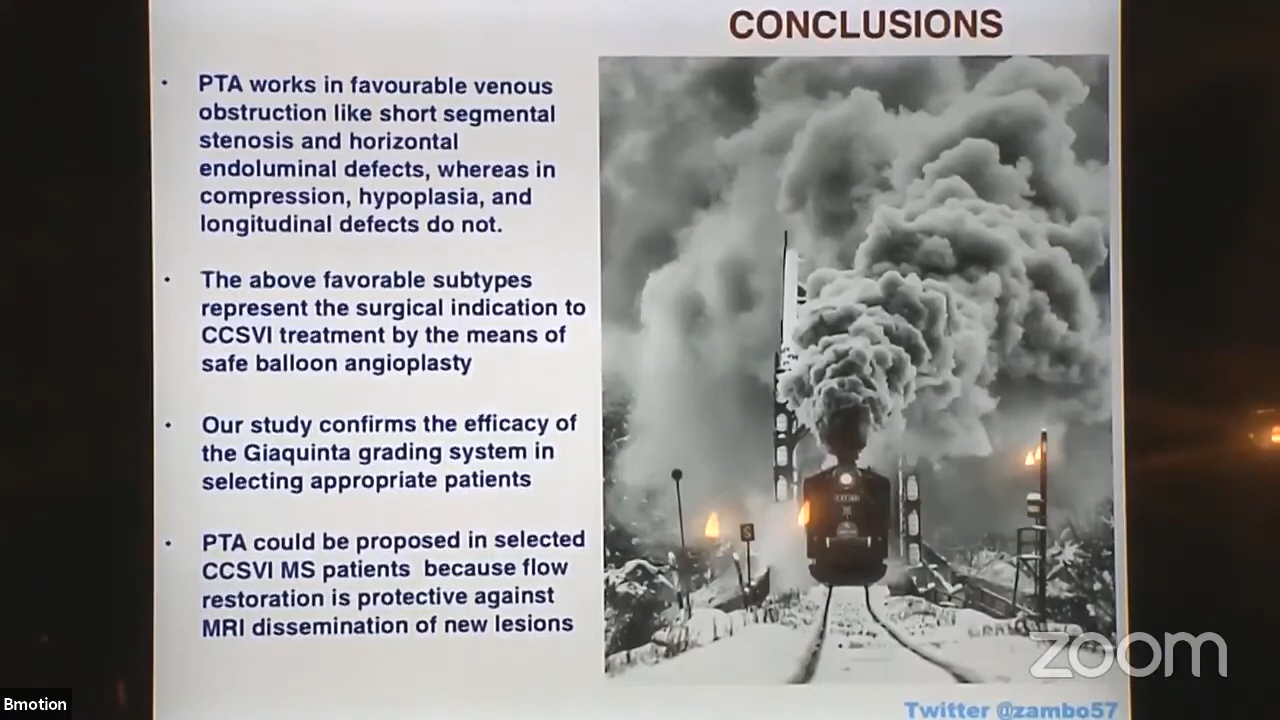 CONCLUSIONS
• PTA works in favourable venous
obstruction like short segmental
stenosis and horizontal
endoluminal defects, whereas in
compression, hypoplasia, and
longitudinal defects do not.
• The above favorable subtypes
represent the surgical indication to
CCSVI treatment by the means of
safe balloon angioplasty
• Our study confirms the efficacy of
the Giaquinta grading system in
selecting appropriate patients
• PTA could be proposed in selected
CCSVI MS patients because flow
restoration is protective against
MRI dissemination of new lesions
S
zoom
Twitter @zambo57
Bmotion